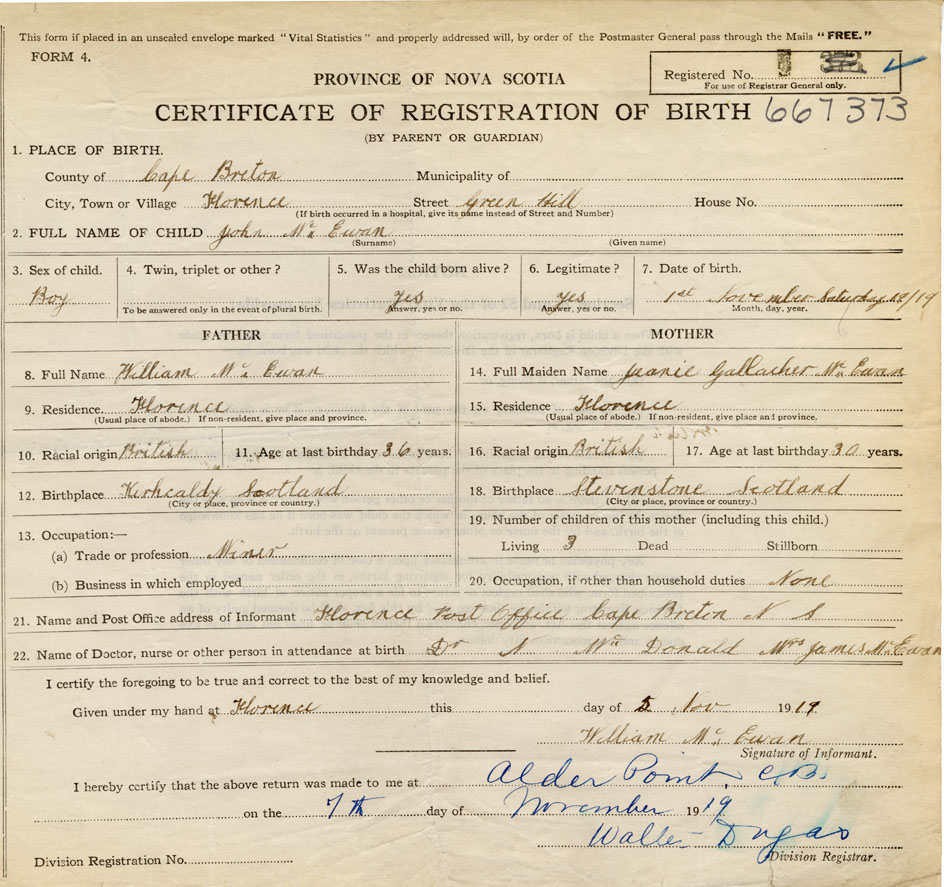 This form if placed in an unsealed envelope marked "Vital Statistics" and properly addressed will, by order of the Postmaster General pass through the Mails "FREE."
FORM 4.
Registered No. 373
For use of Registrar General only.
PROVINCE OF NOVA SCOTIA
CERTIFICATE OF REGISTRATION OF BIRTH 667373
(BY PARENT OR GUARDIAN)
1. PLACE OF BIRTH.
County of Cape Breton Municipality of
City, Town or Village Florence Street Green Hill House No.
(If birth occurred in a hospital, give its name instead of Street and Number)
2. FULL NAME OF CHILD John Mc Ewan
(Surname) (Given name)
3. Sex of child. 4. Twin, triplet or other? 5. Was the child born alive? 6. Legitimate? 7. Date of birth.
Boy yes yes 1st November Saturday /19
To be answered only in the event of plural birth. Answer, yes or no. Answer, yes or no. Month, day, year.
FATHER MOTHER
8. Full Name William Mc Ewan 14. Full Maiden Name Jeanie Gallacher Mc Ewan
9. Residence. Florence 15. Residence Florence
(Usual place of abode.) If non-resident, give place and province. (Usual place of abode.) If non-resident, give place and province.
10. Racial origin British 11. Age at last birthday 36 years. 16. Racial origin British 17. Age at last birthday 30 years.
12. Birthplace Kirkcaldy Scotland 18. Birthplace Stevenstone Scotland
(City or place, province or country.) (City or place, province or country.)
13. Occupation:— 19. Number of children of this mother (including this child.)
(a) Trade or profession Miner Living 3 Dead Stillborn
(b) Business in which employed 20. Occupation, if other than household duties None
21. Name and Post Office address of Informant Florence Post Office Cape Breton N S
22. Name of Doctor, nurse or other person in attendance at birth Dr A Mc Donald Mrs James Mc Ewan
I certify the foregoing to be true and correct to the best of my knowledge and belief.
Given under my hand at Florence this day of 5 Nov 1919
William Mc Ewan
Signature of Informant.
I hereby certify that the above return was made to me at Alder Point, C.B.
on the 7th day of November 1919
Walter Dugas
Division Registration No. Division Registrar.